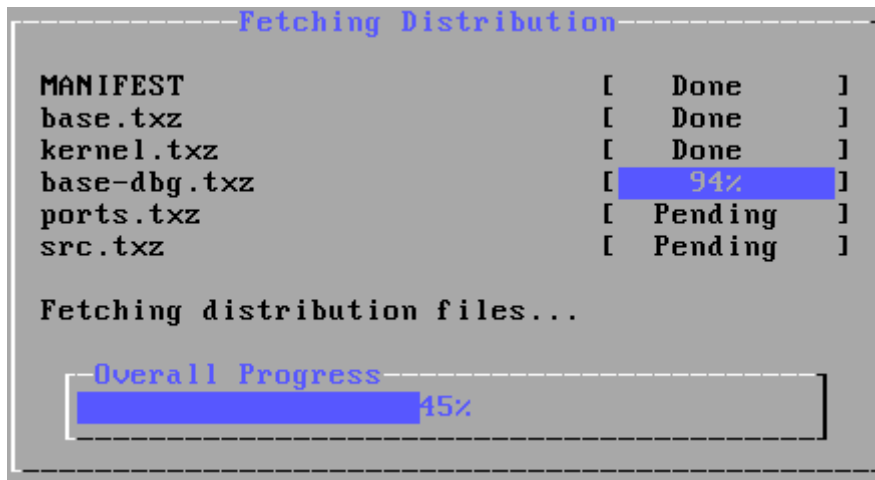 Fetching Distribution
MANIFEST [ Done ]
base.txz [ Done ]
kernel.txz [ Done ]
base-dbg.txz [ 94% ]
ports.txz [ Pending ]
src.txz [ Pending ]
Fetching distribution files...
Overall Progress
45%